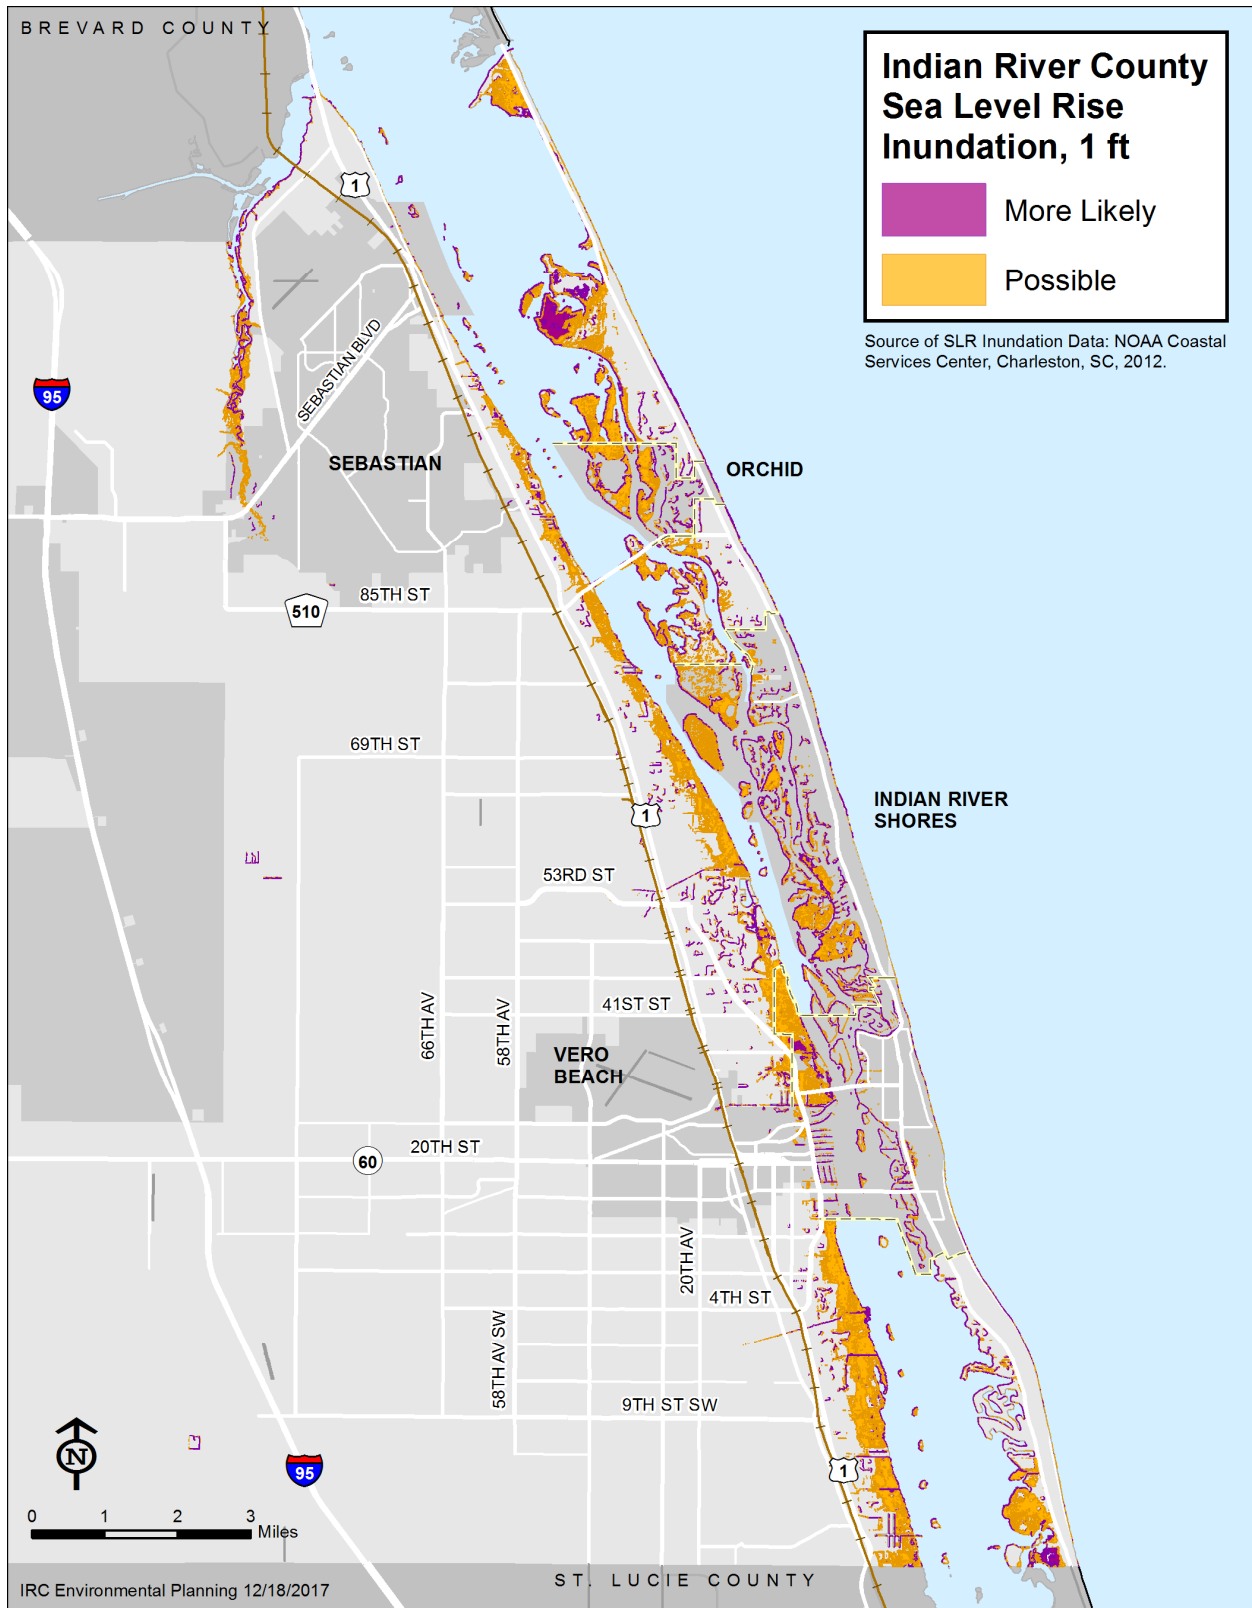 BREVARD COUNTY
Indian River County
Sea Level Rise
Inundation, 1 ft
More Likely
Possible
Source of SLR Inundation Data: NOAA Coastal
Services Center, Charleston, SC, 2012.
1
95
SEBASTIAN BLVD
SEBASTIAN
ORCHID
510
85TH ST
69TH ST
1
INDIAN RIVER
SHORES
53RD ST
66TH AV
58TH AV
41ST ST
VERO
BEACH
20TH ST
60
20TH AV
4TH ST
58TH AV SW
9TH ST SW
N
95
1
0 1 2 3
Miles
ST. LUCIE COUNTY
IRC Environmental Planning 12/18/2017